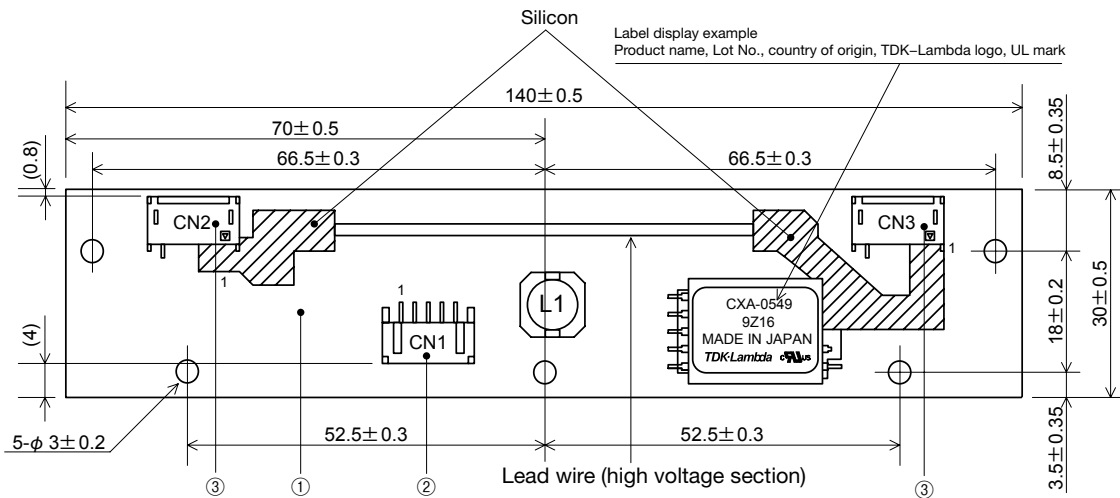 Silicon
Label display example
Product name, Lot No., country of origin, TDK–Lambda logo, UL mark
140±0.5
70±0.5
(0.8)
66.5±0.3
66.5±0.3
8.5±0.35
CN2
CN3
1
1
1
L1
CN1
CXA-0549
9Z16
MADE IN JAPAN
TDK-Lambda c RU us
(4)
18±0.2
30±0.5
5-φ 3±0.2
52.5±0.3
52.5±0.3
3.5±0.35
Lead wire (high voltage section)
③
①
②
③